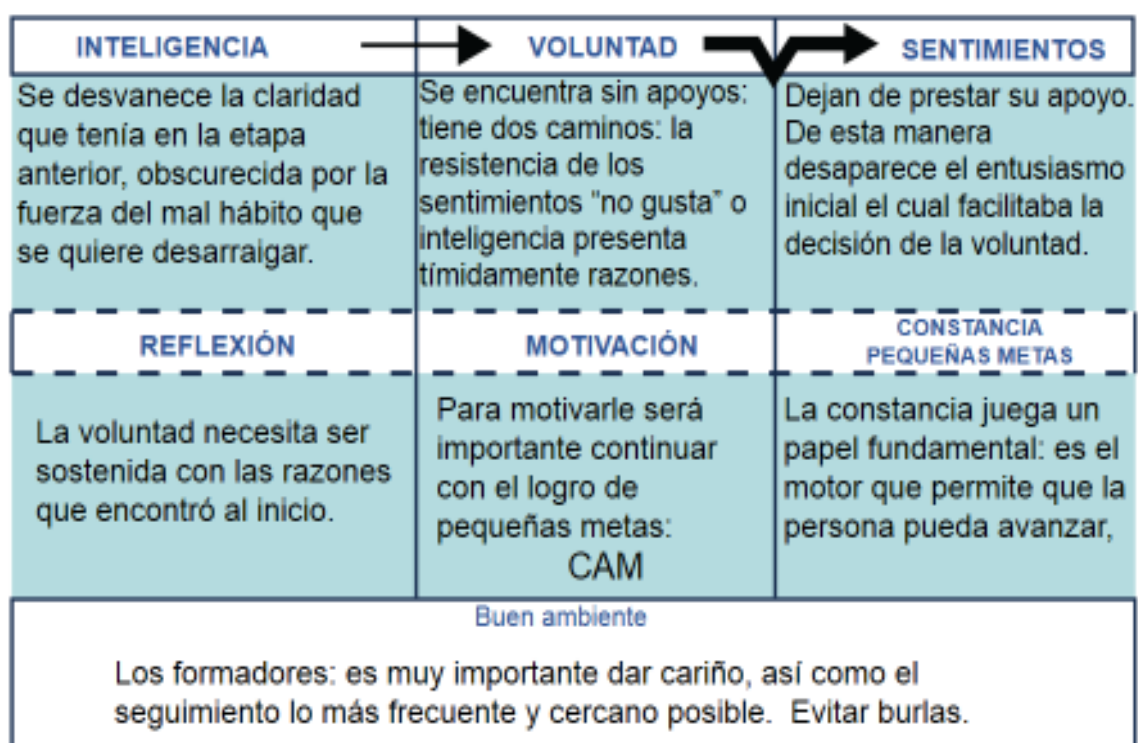 INTELIGENCIA
VOLUNTAD
SENTIMIENTOS
Se desvanece la claridad
que tenía en la etapa
anterior, obscurecida por la
fuerza del mal hábito que
se quiere desarraigar.
Se encuentra sin apoyos:
tiene dos caminos: la
resistencia de los
sentimientos “no gusta” o
inteligencia presenta
tímidamente razones.
Dejan de prestar su apoyo.
De esta manera
desaparece el entusiasmo
inicial el cual facilitaba la
decisión de la voluntad.
REFLEXIÓN
MOTIVACIÓN
CONSTANCIA
PEQUEÑAS METAS
La voluntad necesita ser
sostenida con las razones
que encontró al inicio.
Para motivarle será
importante continuar
con el logro de
pequeñas metas:
CAM
La constancia juega un
papel fundamental: es el
motor que permite que la
persona pueda avanzar,
Buen ambiente
Los formadores: es muy importante dar cariño, así como el
seguimiento lo más frecuente y cercano posible. Evitar burlas.